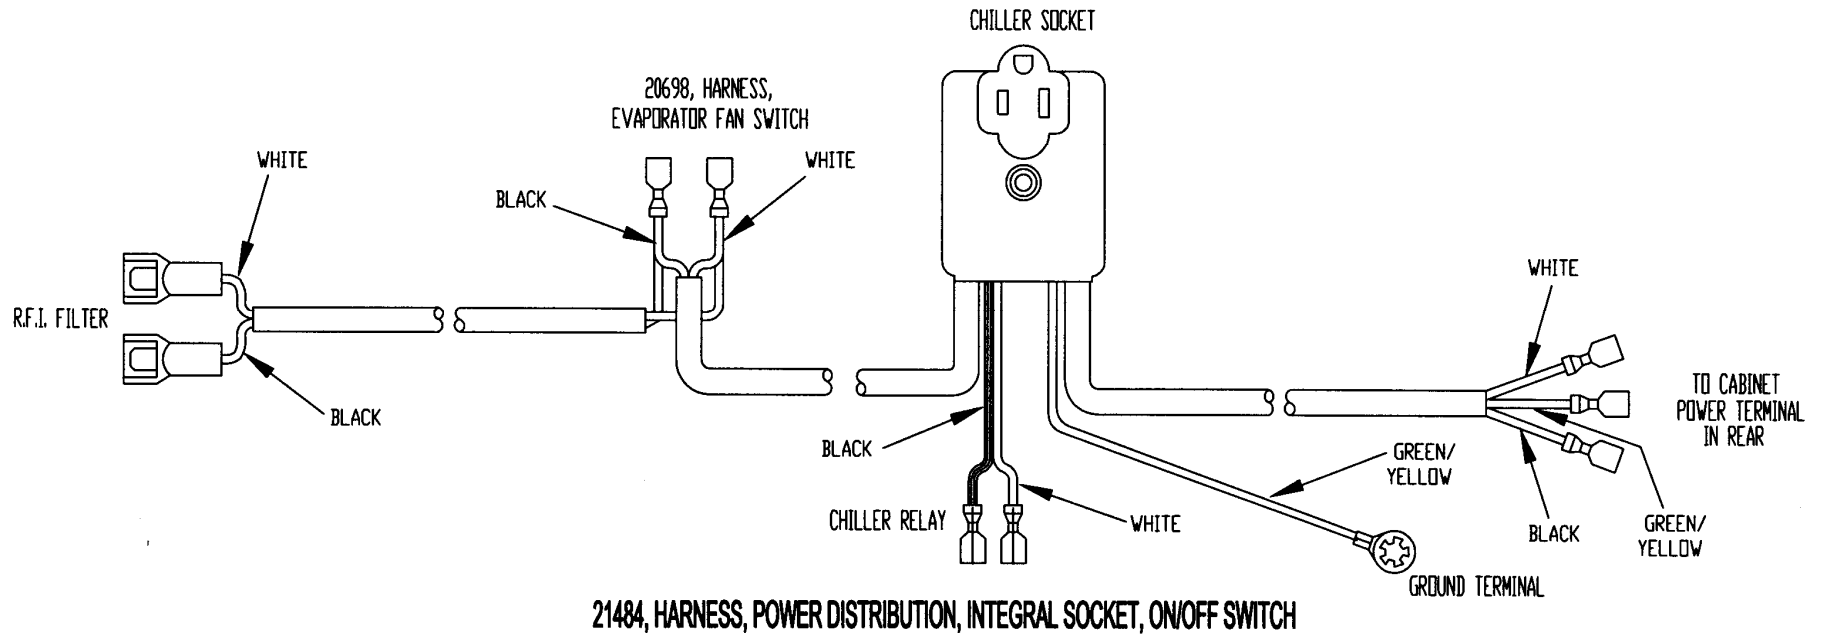 CHILLER SOCKET
20698, HARNESS,
EVAPORATOR FAN SWITCH
WHITE
BLACK
WHITE
R.F.I. FILTER
BLACK
BLACK
CHILLER RELAY
WHITE
GREEN/
YELLOW
GROUND TERMINAL
WHITE
TO CABINET
POWER TERMINAL
IN REAR
BLACK
GREEN/
YELLOW
21484, HARNESS, POWER DISTRIBUTION, INTEGRAL SOCKET, ON/OFF SWITCH